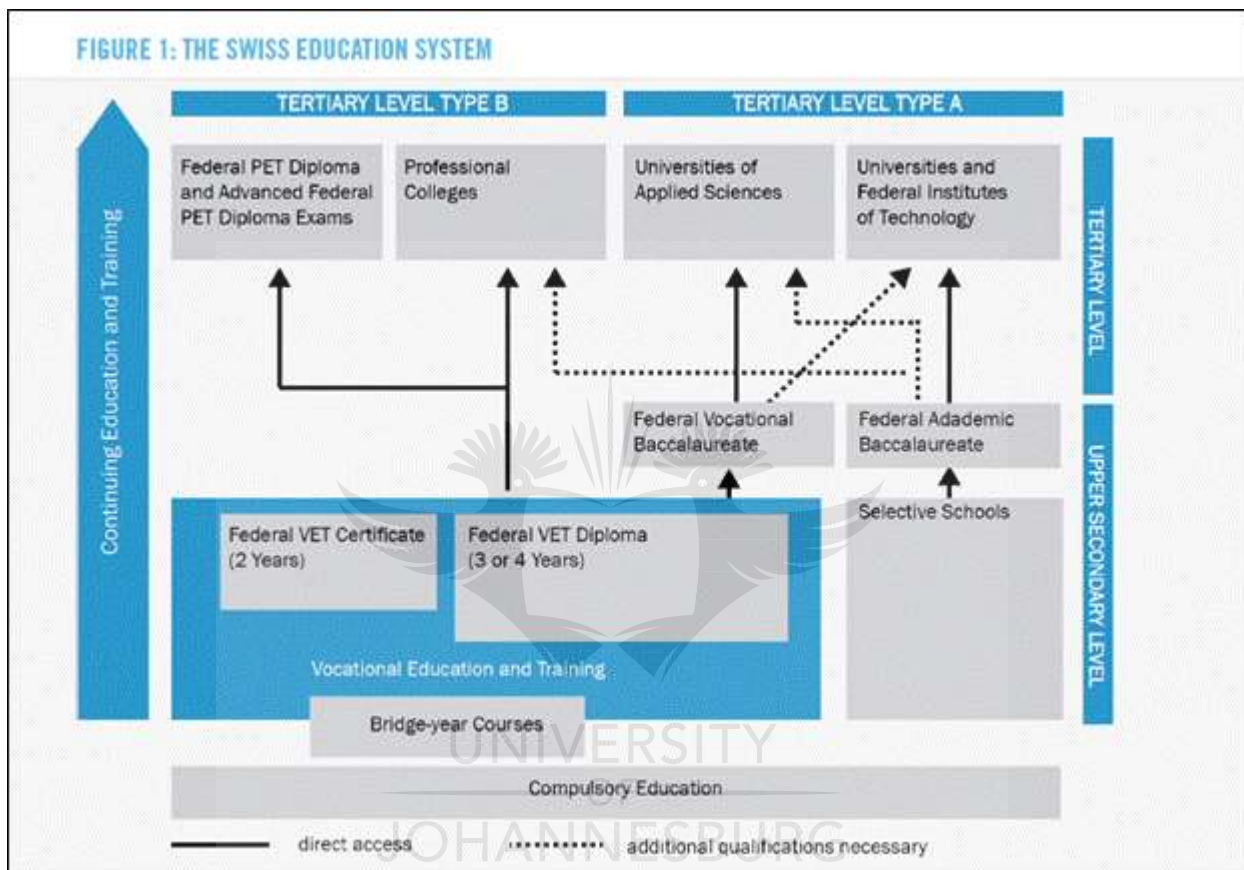 FIGURE 1: THE SWISS EDUCATION SYSTEM
TERTIARY LEVEL TYPE B
TERTIARY LEVEL TYPE A
Continuing Education and Training
Federal PET Diploma
and Advanced Federal
PET Diploma Exams
Professional
Colleges
Universities of
Applied Sciences
Universities and
Federal Institutes
of Technology
TERTIARY LEVEL
Federal Vocational
Baccalaureate
Federal Adademic
Baccalaureate
UPPER SECONDARY LEVEL
Federal VET Certificate
(2 Years)
Federal VET Diploma
(3 or 4 Years)
Selective Schools
Vocational Education and Training
Bridge-year Courses
UNIVERSITY
Compulsory Education
OF
JOHANNESBURG
direct access
additional qualifications necessary